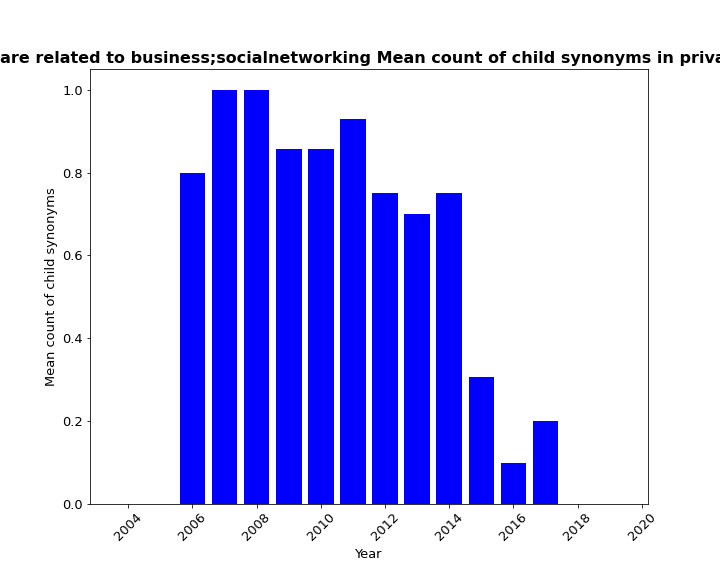 are related to business;socialnetworking Mean count of child synonyms in priva
1.0
0.8
0.6
0.4
0.2
0.0
Mean count of child synonyms
2004 2006 2008 2010 2012 2014 2016 2018 2020
Year